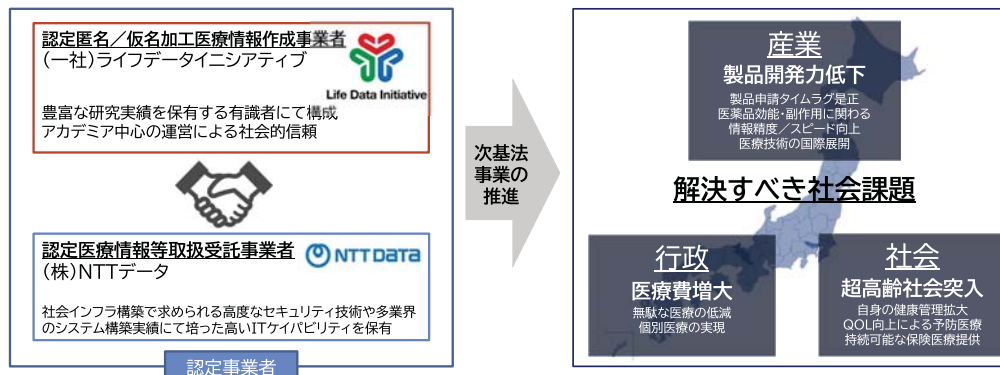 認定匿名/仮名加工医療情報作成事業者
(一社)ライフデータイニシアティブ
Life Data Initiative
豊富な研究実績を保有する有識者にて構成
アカデミア中心の運営による社会的信頼
認定医療情報等取扱受託事業者
(株)NTTデータ
NTT DATA
社会インフラ構築で求められる高度なセキュリティ技術や多業界
のシステム構築実績にて培った高いITケイパビリティを保有
認定事業者
次基法
事業の
推進
産業
製品開発力低下
製品申請タイムラグ是正
医薬品効能・副作用に関わる
情報精度/スピード向上
医療技術の国際展開
解決すべき社会課題
行政
医療費増大
無駄な医療の低減
個別医療の実現
社会
超高齢社会突入
自身の健康管理拡大
QOL向上による予防医療
持続可能な保険医療提供